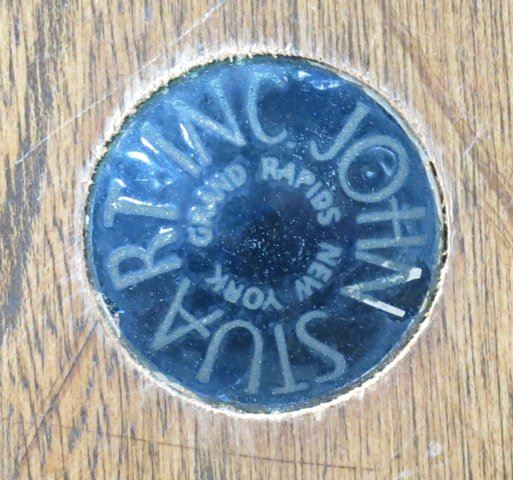 JOHN STUART INC.
GRAND RAPIDS NEW YORK